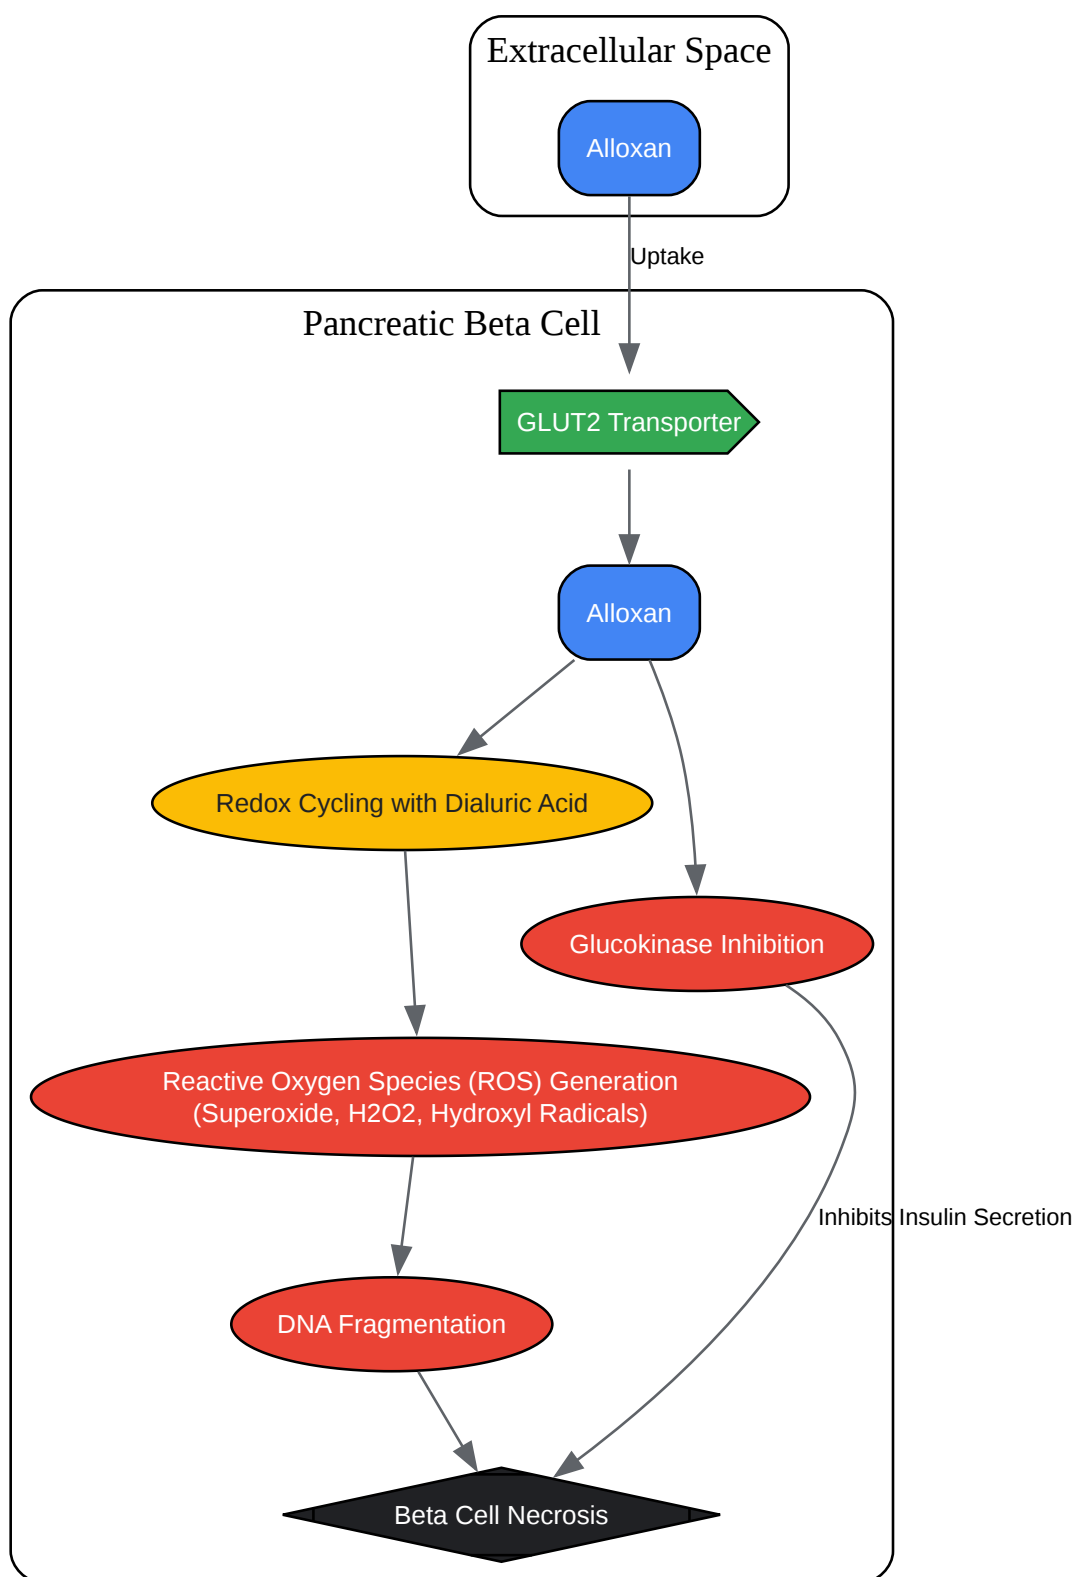 Extracellular Space
Alloxan
Uptake
Pancreatic Beta Cell
GLUT2 Transporter
Alloxan
Redox Cycling with Dialuric Acid
Glucokinase Inhibition
Reactive Oxygen Species (ROS) Generation
(Superoxide, H2O2, Hydroxyl Radicals)
Inhibits Insulin Secretion
DNA Fragmentation
Beta Cell Necrosis